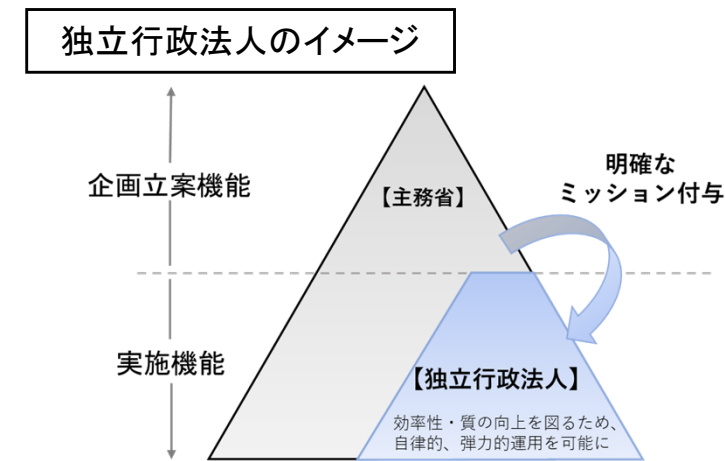 独立行政法人のイメージ
企画立案機能
【主務省】
明確な
ミッション付与
実施機能
【独立行政法人】
効率性・質の向上を図るため、
自律的、弾力的運用を可能に